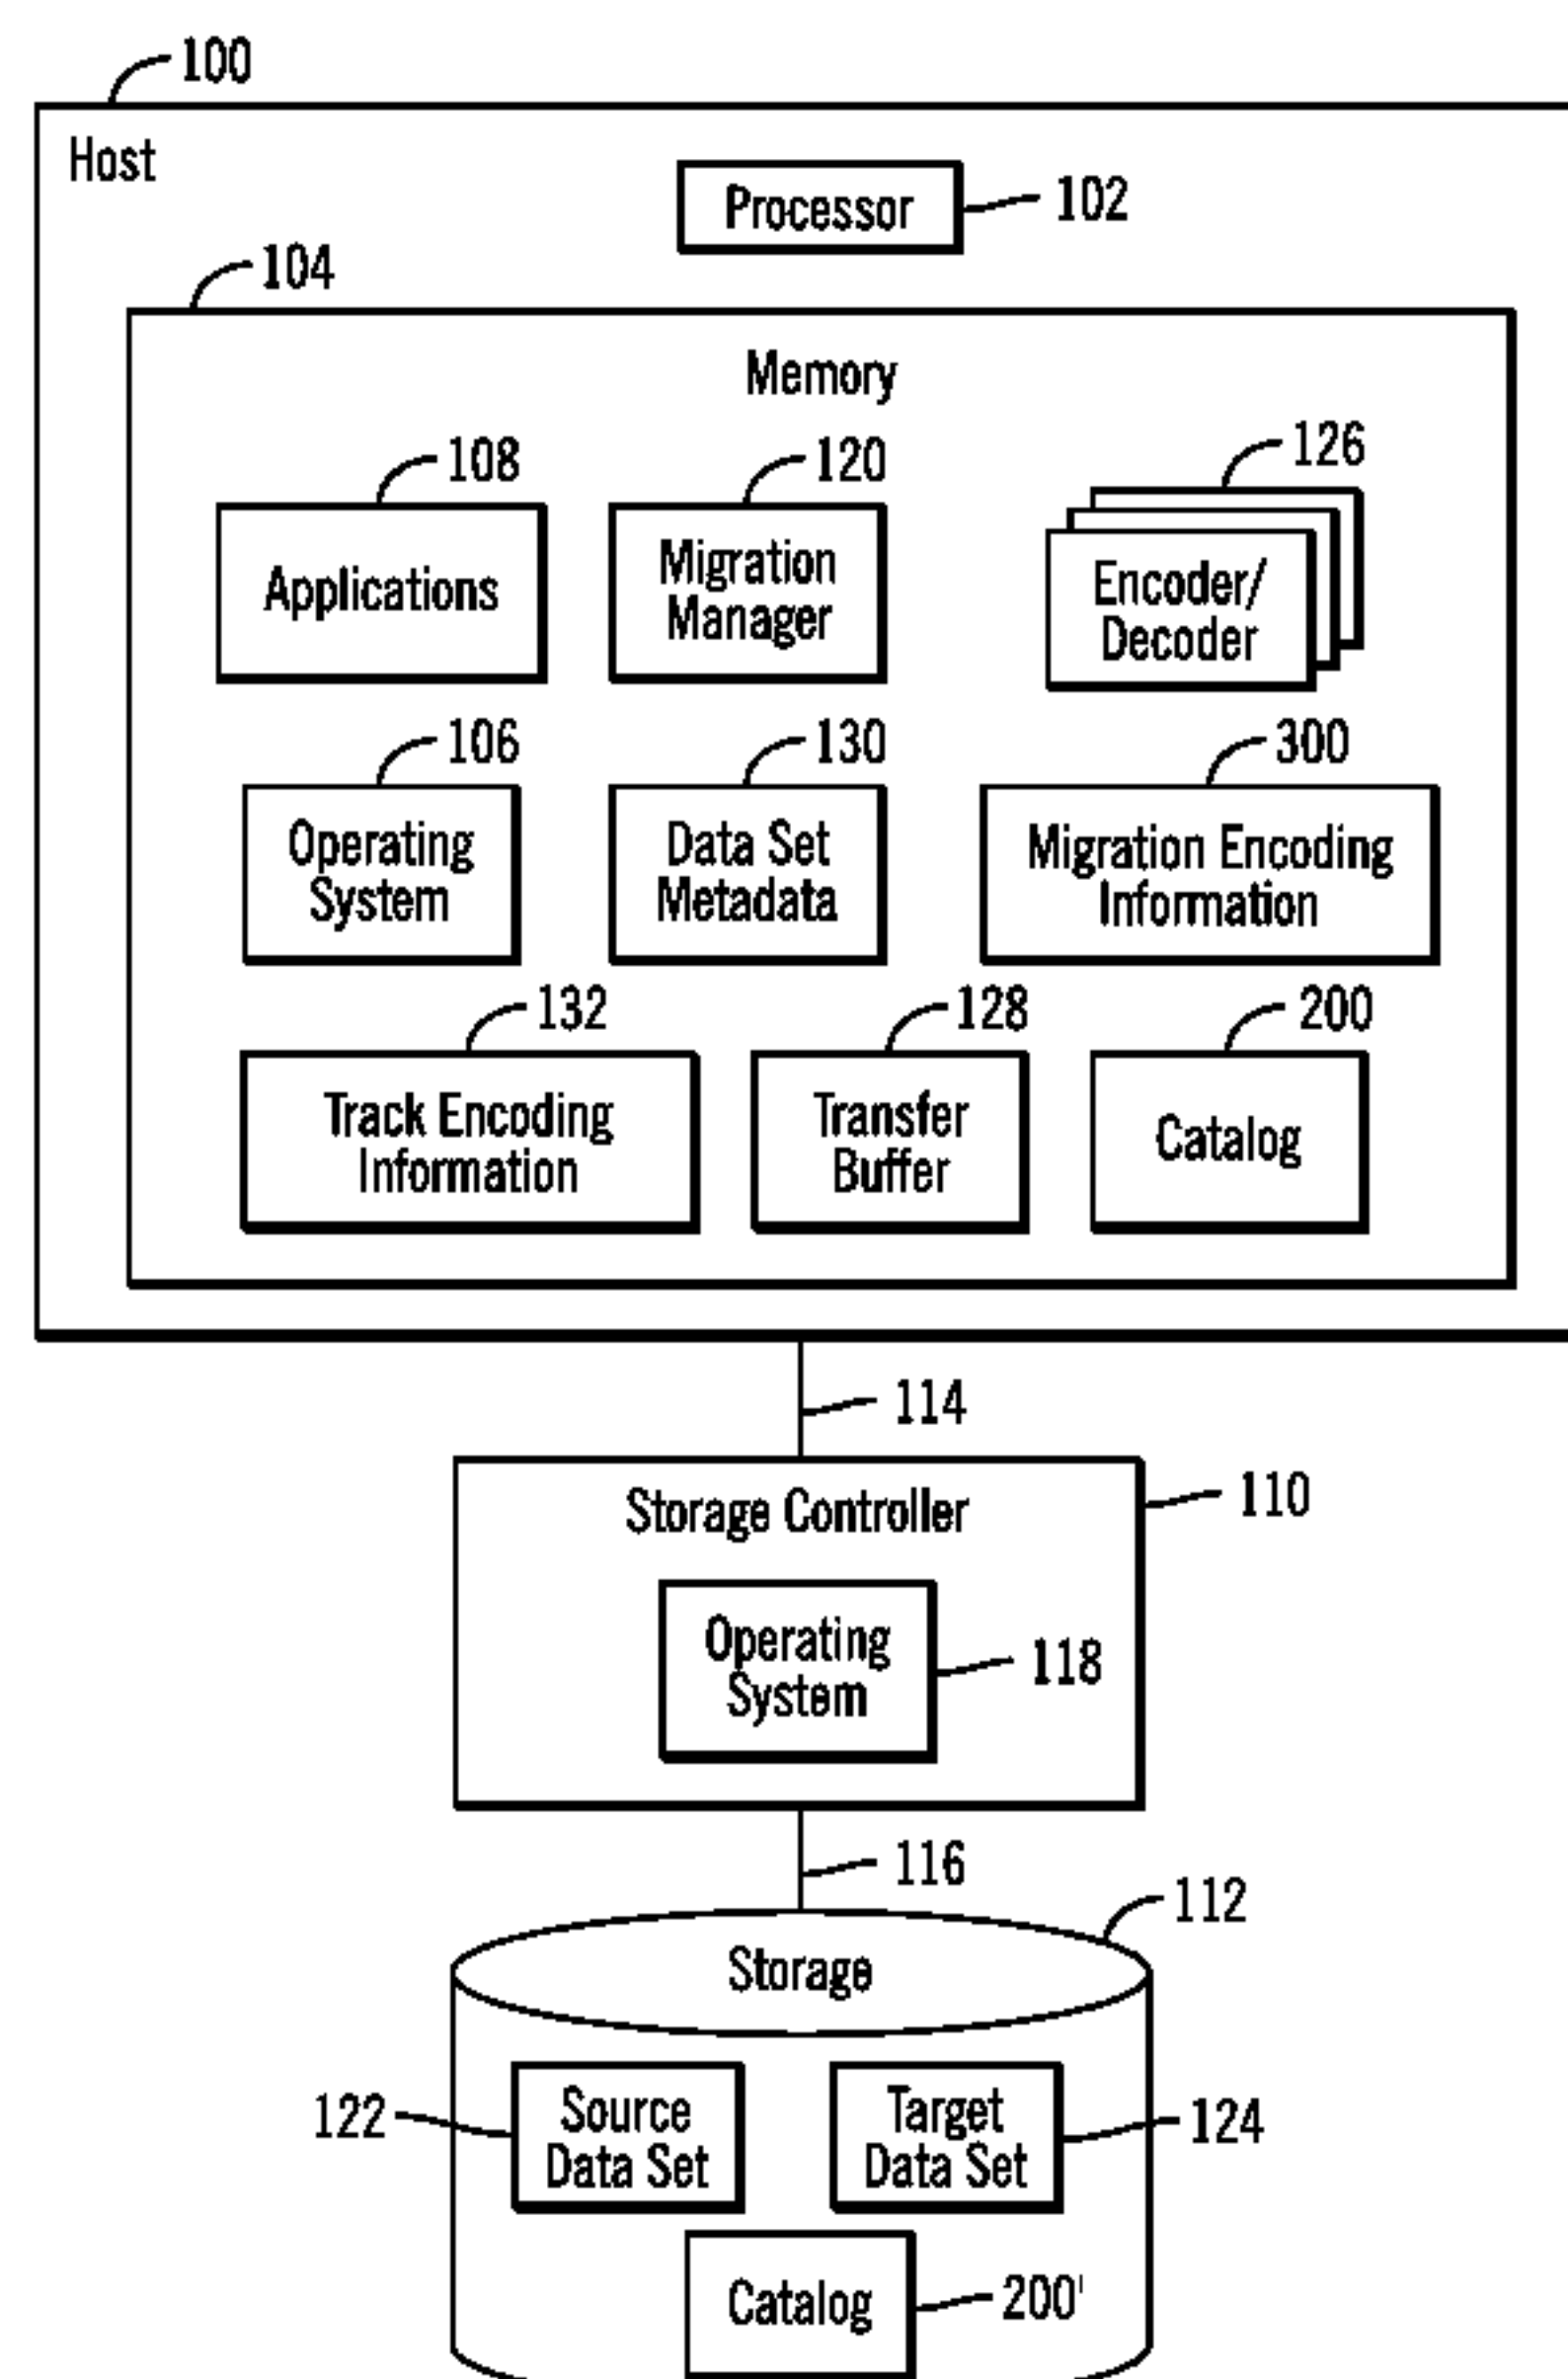 100
Host
Processor
102
104
Memory
108
120
126
Applications
Migration
Manager
Encoder/
Decoder
106
130
300
Operating
System
Data Set
Metadata
Migration Encoding
Information
132
128
200
Track Encoding
Information
Transfer
Buffer
Catalog
114
Storage Controller
110
Operating
System
118
116
112
Storage
122
Source
Data Set
Target
Data Set
124
Catalog
200'